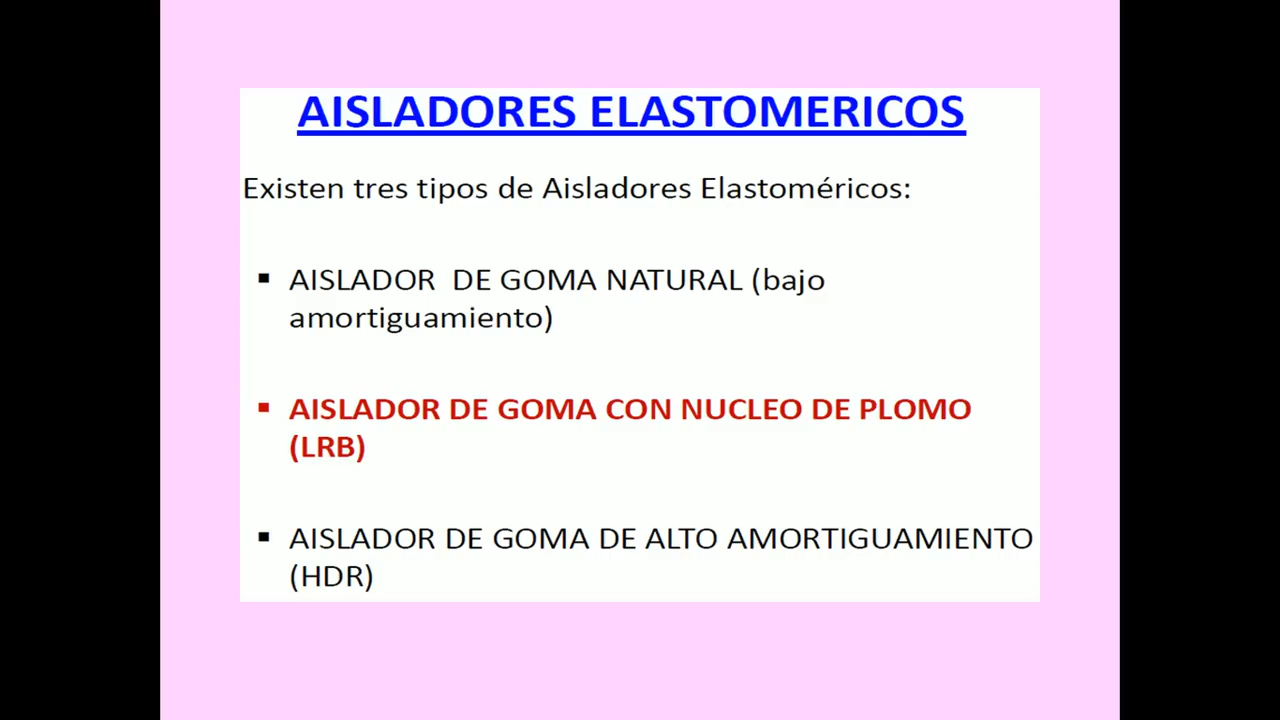 AISLADORES ELASTOMERICOS
Existen tres tipos de Aisladores Elastoméricos:
▪ AISLADOR DE GOMA NATURAL (bajo
amortiguamiento)
▪ AISLADOR DE GOMA CON NUCLEO DE PLOMO
(LRB)
▪ AISLADOR DE GOMA DE ALTO AMORTIGUAMIENTO
(HDR)